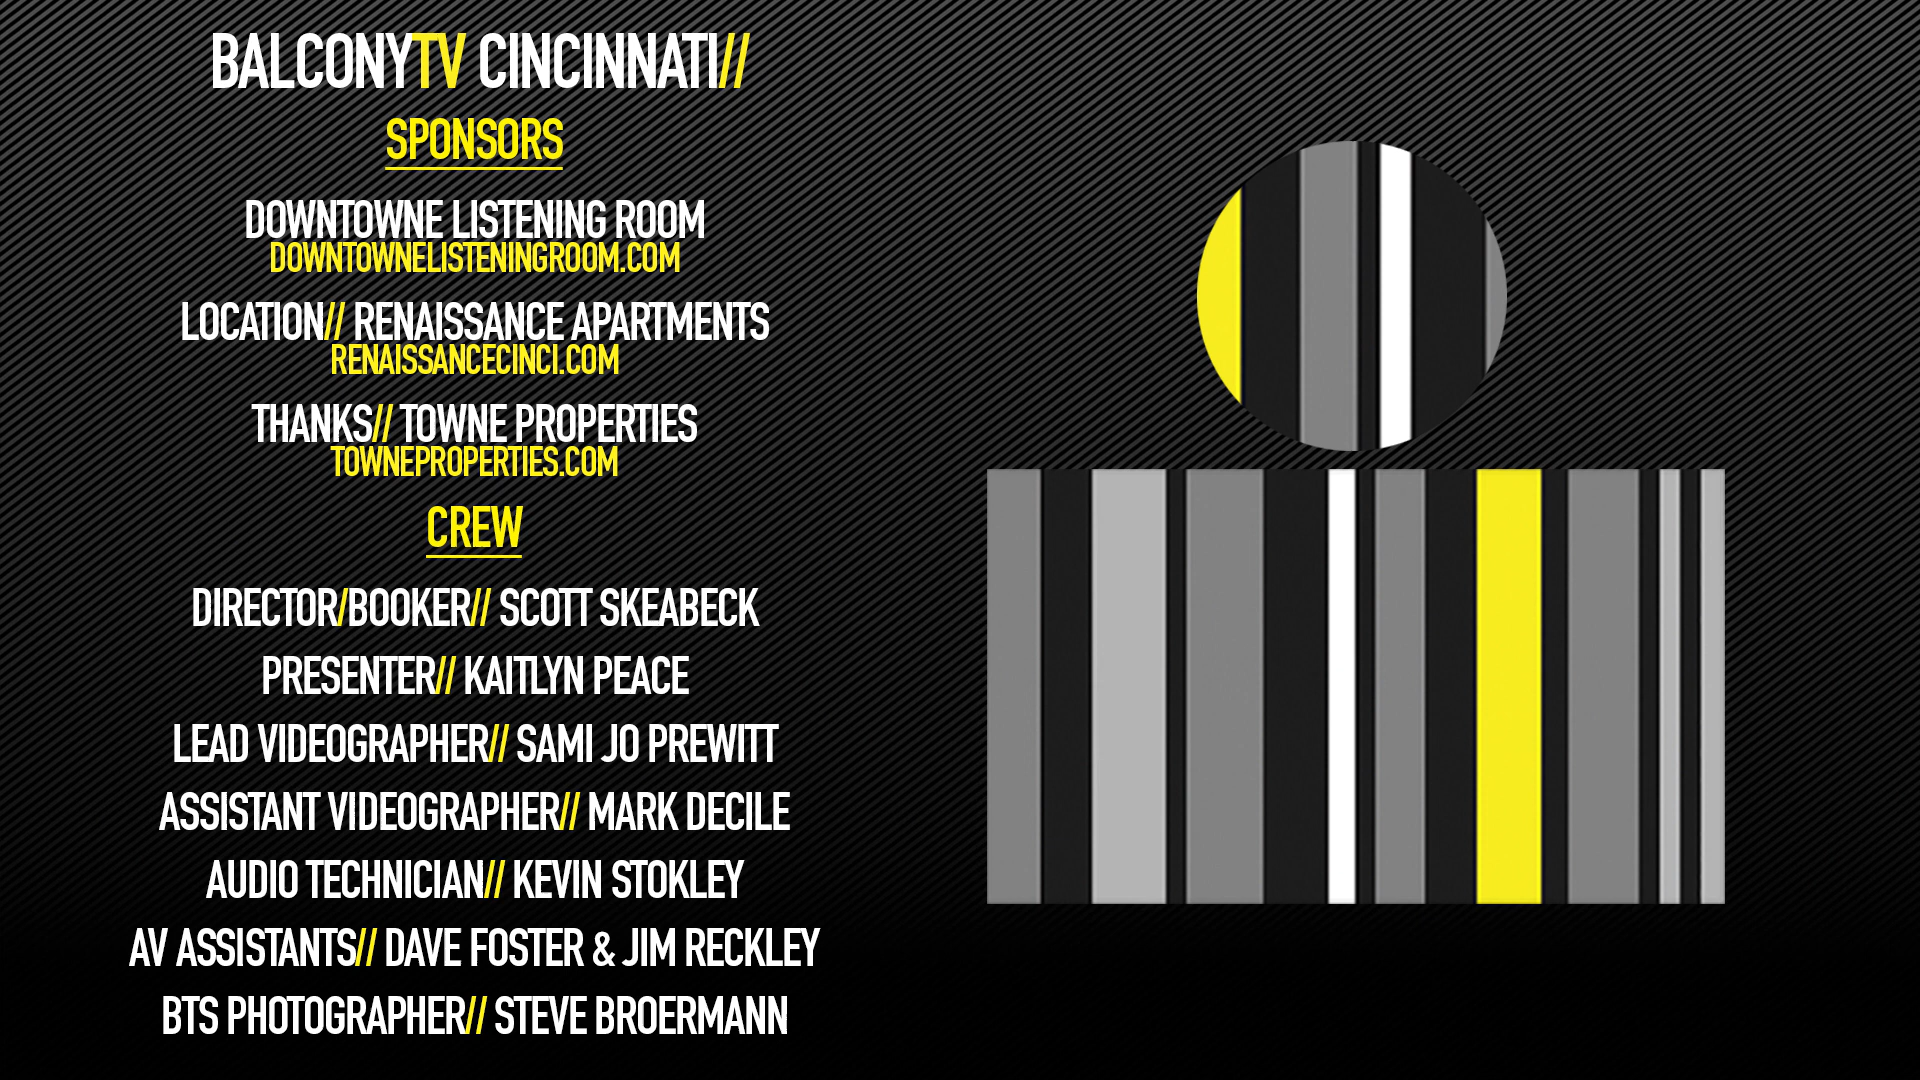 BALCONYTV CINCINNATI//
SPONSORS
DOWNTOWNE LISTENING ROOM
DOWNTOWNELISTENINGROOM.COM
LOCATION// RENAISSANCE APARTMENTS
RENAISSANCECINCI.COM
THANKS// TOWNE PROPERTIES
TOWNEPROPERTIES.COM
CREW
DIRECTOR/BOOKER// SCOTT SKEABECK
PRESENTER// KAITLYN PEACE
LEAD VIDEOGRAPHER// SAMI JO PREWITT
ASSISTANT VIDEOGRAPHER// MARK DECILE
AUDIO TECHNICIAN// KEVIN STOKLEY
AV ASSISTANTS// DAVE FOSTER & JIM RECKLEY
BTS PHOTOGRAPHER// STEVE BROERMANN